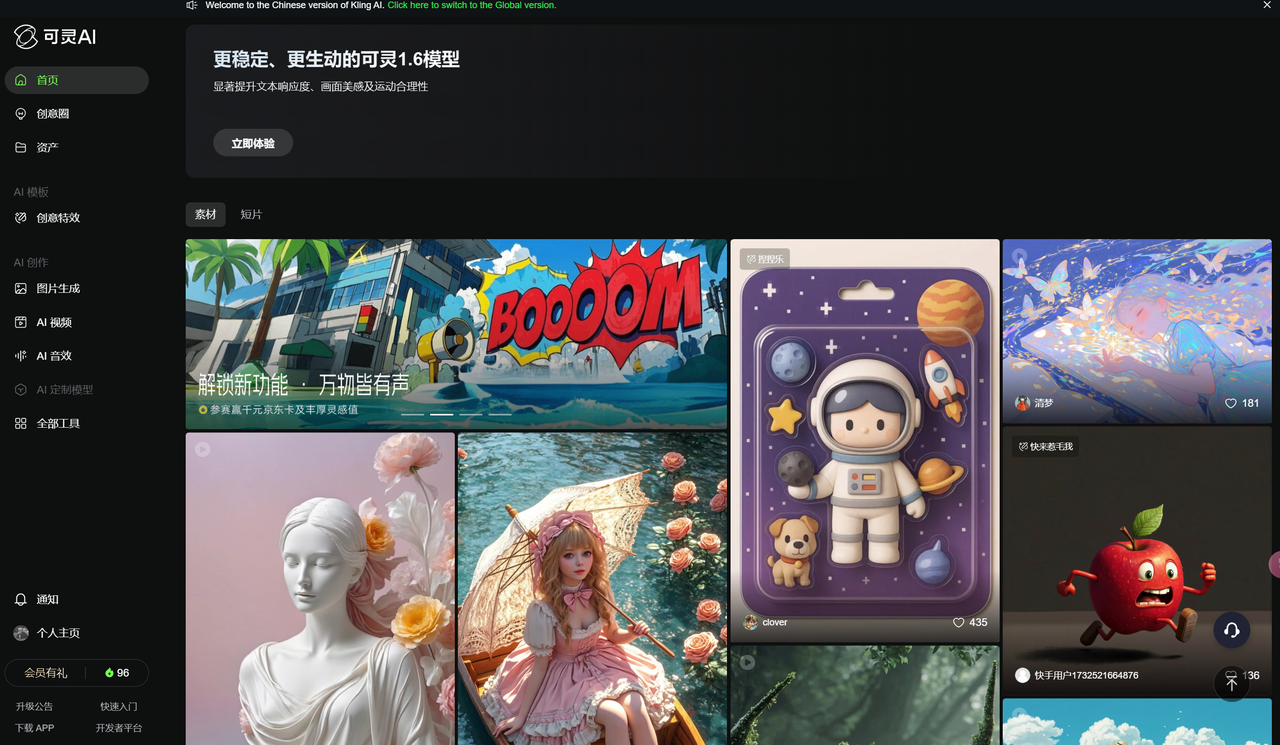 Welcome to the Chinese version of Kling AI. Click here to switch to the Global version.
可灵AI
首页
创意圈
资产
AI 模板
创意特效
AI 创作
图片生成
AI 视频
AI 音效
AI 定制模型
全部工具
通知
个人主页
会员有礼
96
升级公告
快速入门
下载 APP
开发者平台
更稳定、更生动的可灵1.6模型
显著提升文本响应度、画面美感及运动合理性
立即体验
素材
短片
BOOOOM
解锁新功能 · 万物皆有声
参赛赢千元京东卡及丰厚灵感值
捏捏乐
clover
435
清梦
181
快来惹毛我
快手用户1732521664876
136